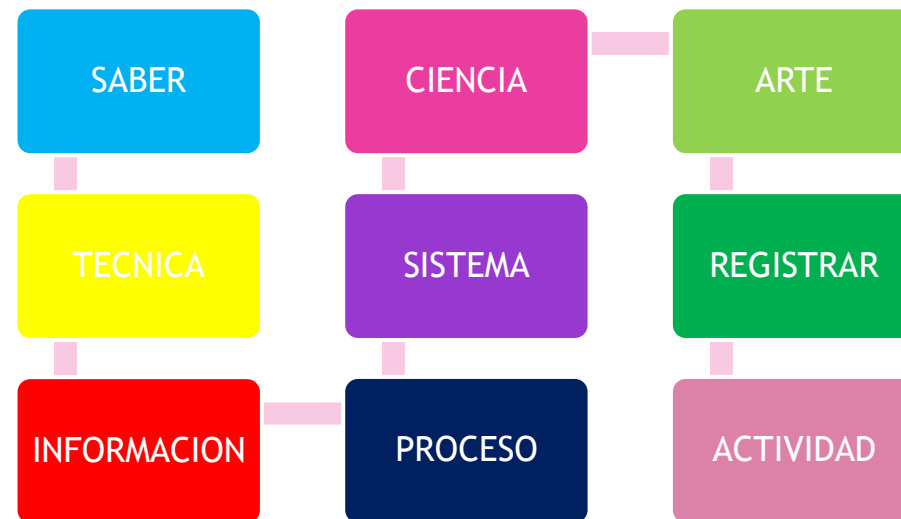 SABER
TECNICA
INFORMACION
PROCESO
SISTEMA
CIENCIA
ARTE
REGISTRAR
ACTIVIDAD